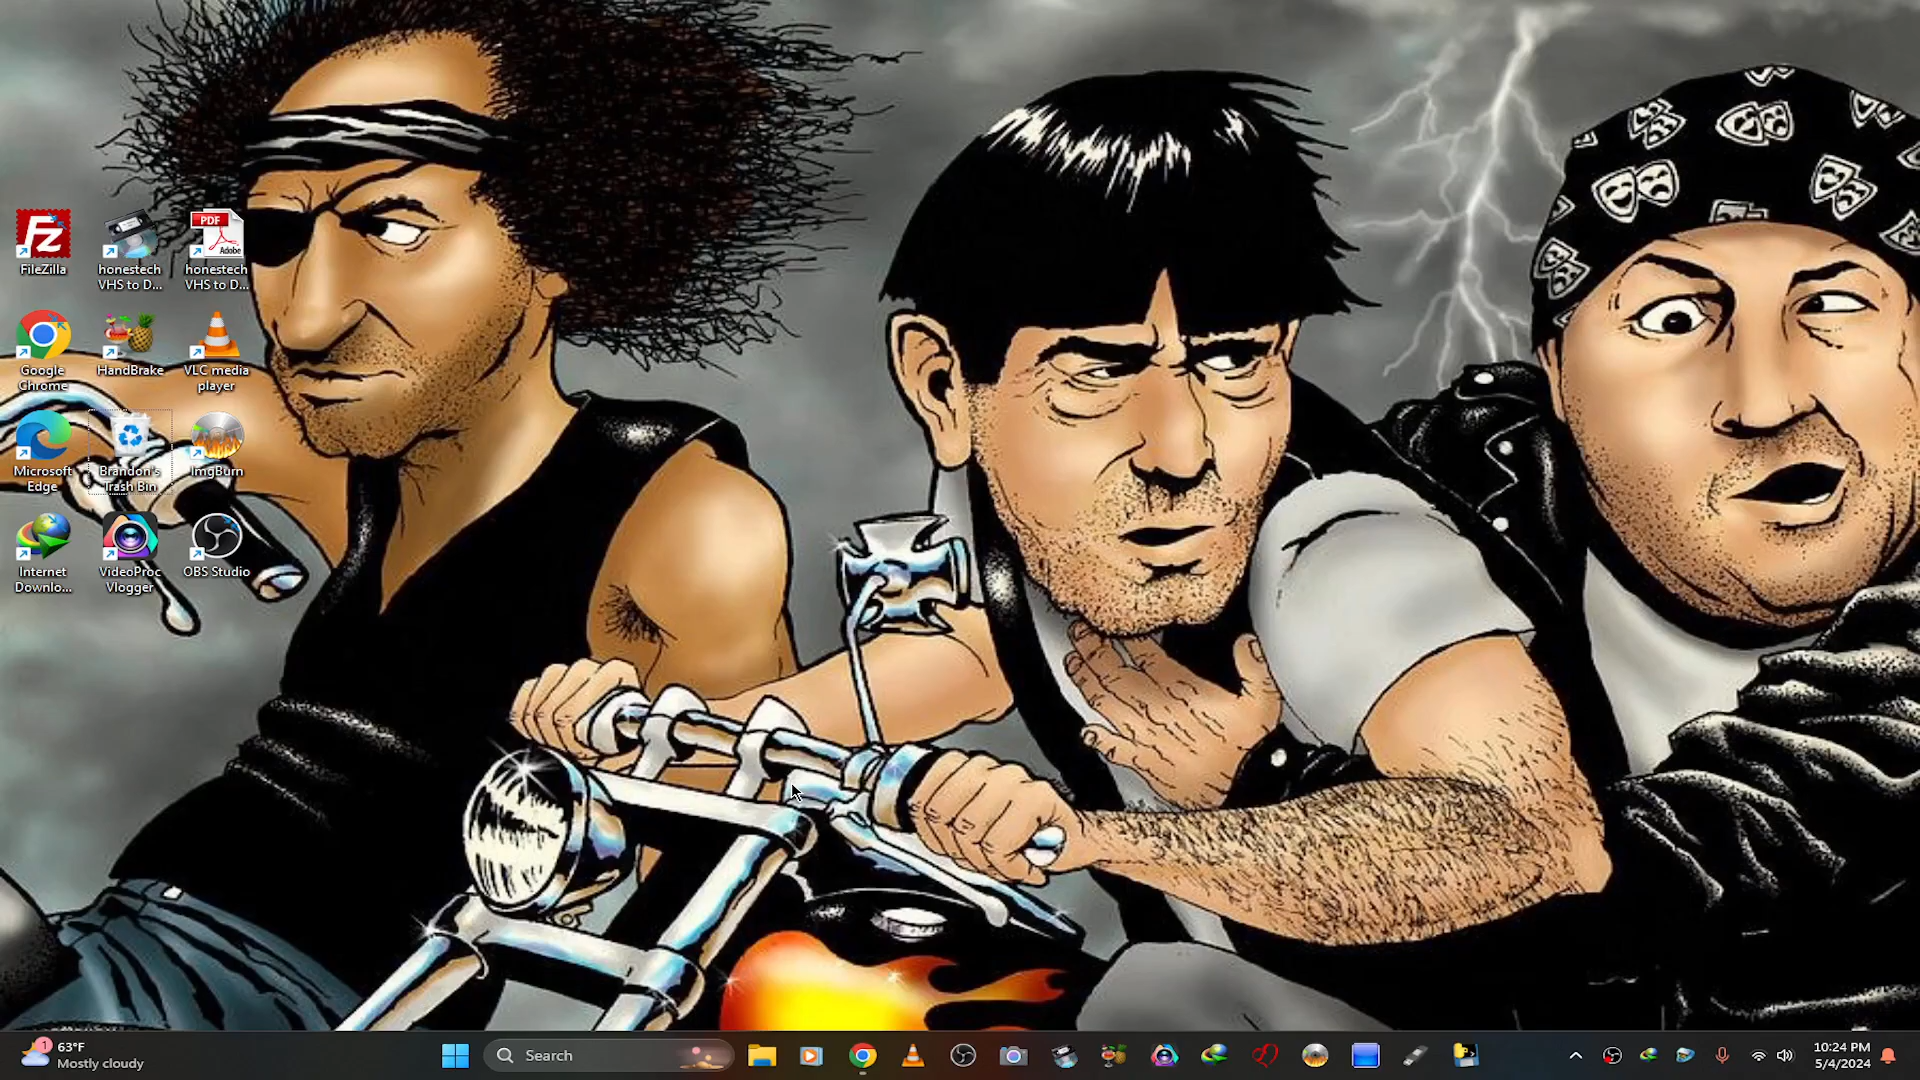 FileZilla
honestech
VHS to D...
PDF
Adobe
honestech
VHS to D...
Google
Chrome
HandBrake
VLC media
player
Microsoft
Edge
Brandon's
Trash Bin
ImgBurn
Internet
Downlo...
VideoProc
Vlogger
OBS Studio
1
63°F
Mostly cloudy
Search
10:24 PM
5/4/2024